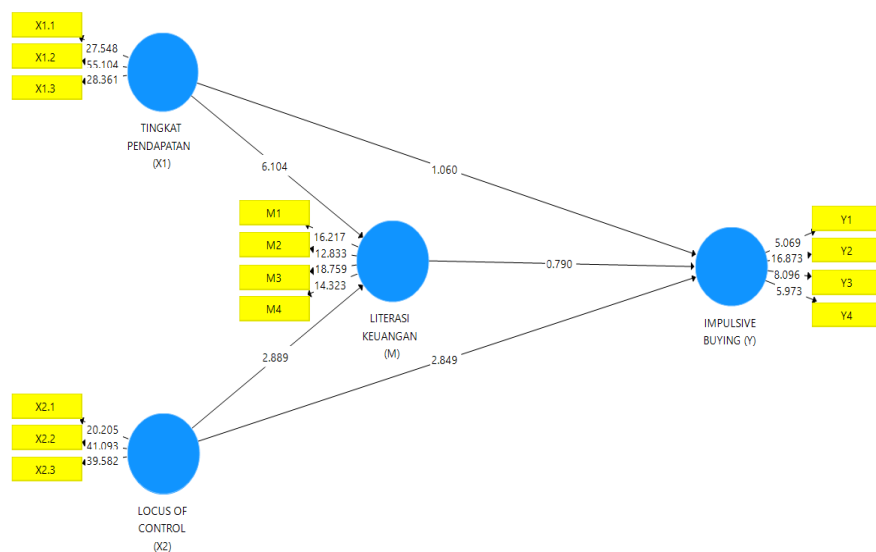 X1.1
27.548
X1.2
55.104
X1.3
28.361
TINGKAT
PENDAPATAN
(X1)
6.104
1.060
M1
16.217
M2
12.833
M3
18.759
M4
14.323
LITERASI
KEUANGAN
(M)
0.790
Y1
5.069
Y2
16.873
Y3
8.096
Y4
5.973
IMPULSIVE
BUYING (Y)
2.889
2.849
X2.1
20.205
X2.2
41.093
X2.3
39.582
LOCUS OF
CONTROL
(X2)